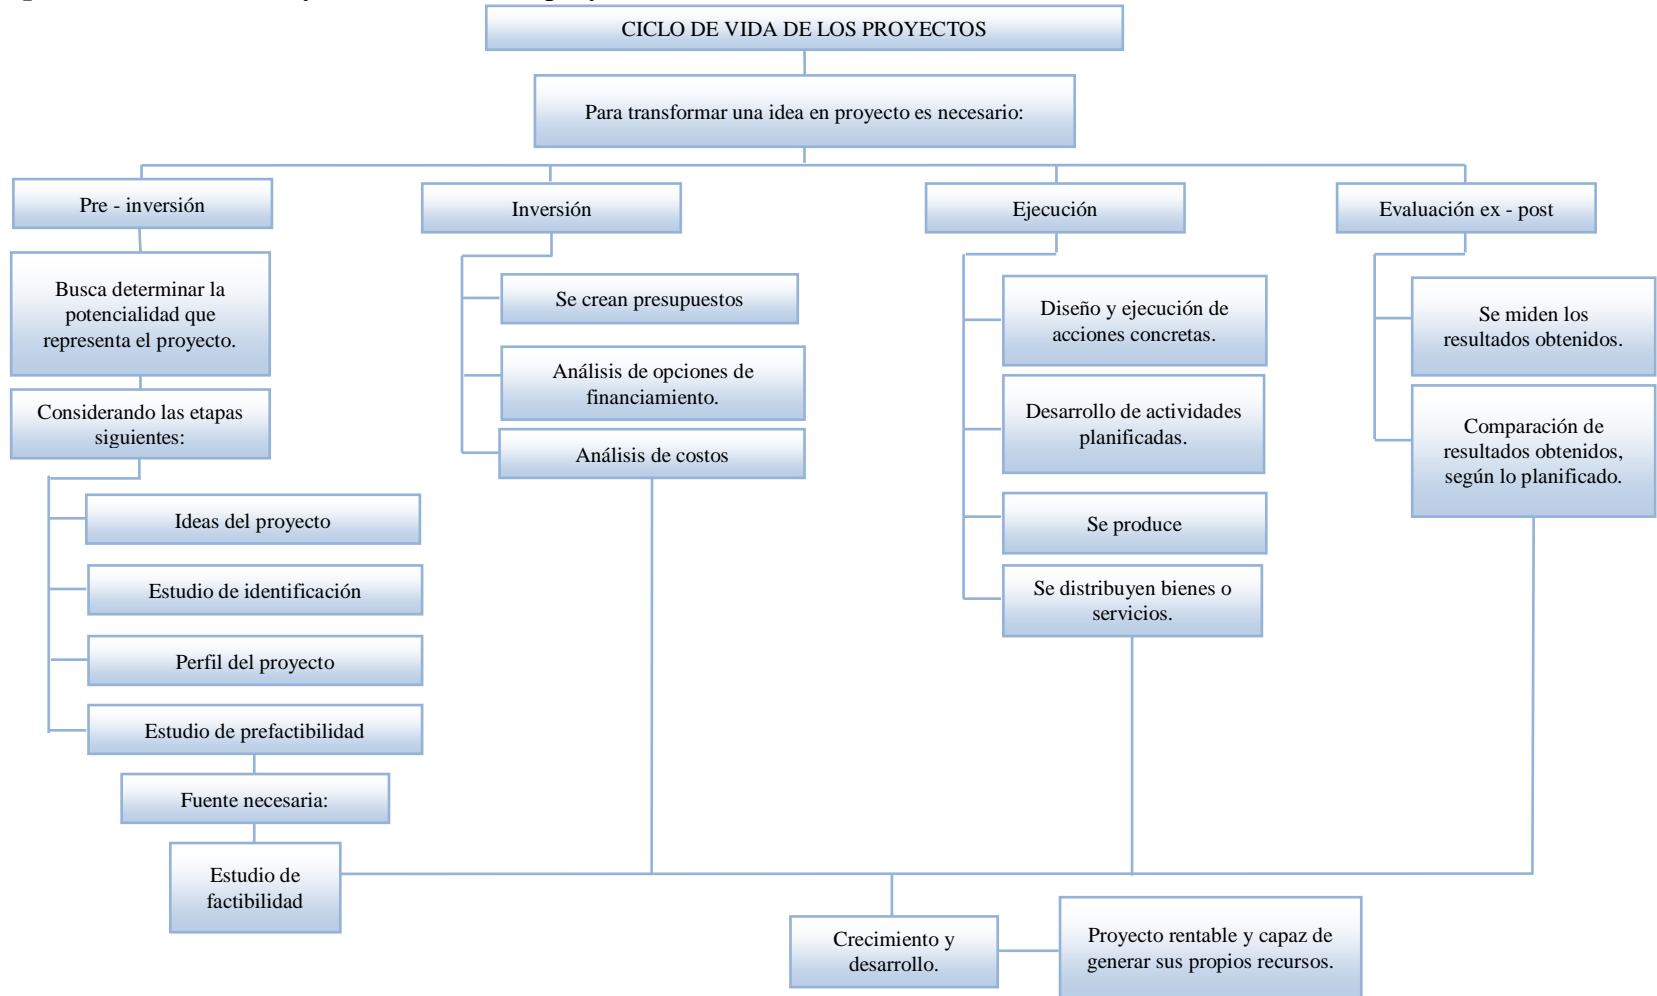 CICLO DE VIDA DE LOS PROYECTOS
Para transformar una idea en proyecto es necesario:
Pre - inversión
Busca determinar la
potencialidad que
representa el proyecto.
Considerando las etapas
siguientes:
Ideas del proyecto
Estudio de identificación
Perfil del proyecto
Estudio de prefactibilidad
Fuente necesaria:
Estudio de
factibilidad
Inversión
Se crean presupuestos
Análisis de opciones de
financiamiento.
Análisis de costos
Ejecución
Diseño y ejecución de
acciones concretas.
Desarrollo de actividades
planificadas.
Se produce
Se distribuyen bienes o
servicios.
Evaluación ex - post
Se miden los
resultados obtenidos.
Comparación de
resultados obtenidos,
según lo planificado.
Crecimiento y
desarrollo.
Proyecto rentable y capaz de
generar sus propios recursos.